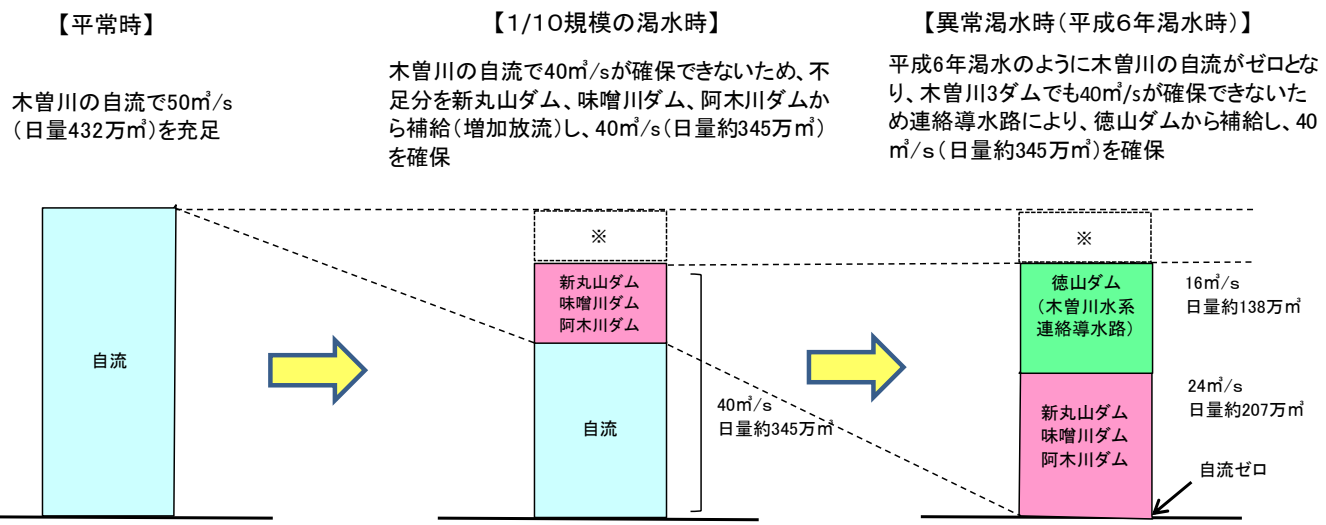 【平常時】
木曽川の自流で50㎥/s
(日量432万㎥)を充足
自流
【1/10規模の渇水時】
木曽川の自流で40㎥/sが確保できないため、不
足分を新丸山ダム、味噌川ダム、阿木川ダムか
ら補給(増加放流)し、40㎥/s(日量約345万㎥)
を確保
※
新丸山ダム
味噌川ダム
阿木川ダム
自流
40㎥/s
日量約345万㎥
【異常渇水時(平成6年渇水時)】
平成6年渇水のように木曽川の自流がゼロとな
り、木曽川3ダムでも40㎥/sが確保できないた
め連絡導水路により、徳山ダムから補給し、40
㎥/s(日量約345万㎥)を確保
※
徳山ダム
(木曽川水系
連絡導水路)
16㎥/s
日量約138万㎥
新丸山ダム
味噌川ダム
阿木川ダム
24㎥/s
日量約207万㎥
自流ゼロ